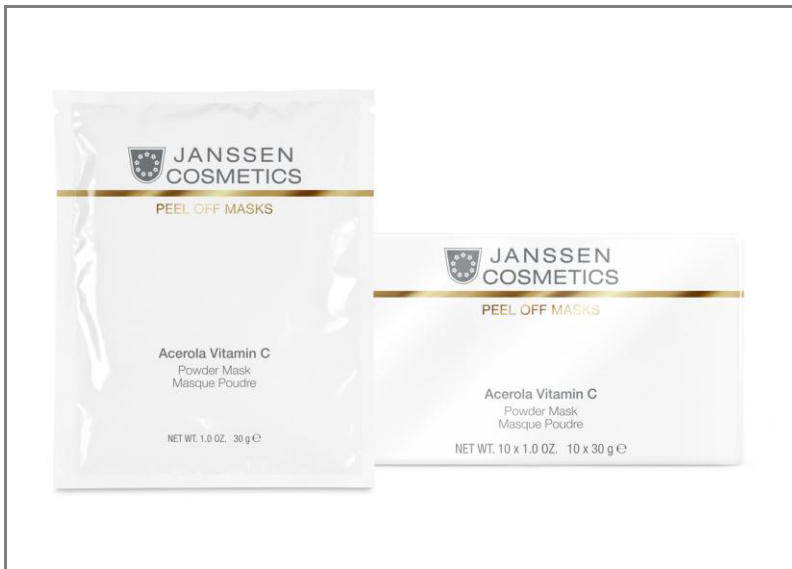 JANSSEN
COSMETICS
PEEL OFF MASKS
Acerola Vitamin C
Powder Mask
Masque Poudre
NET WT. 1.0 OZ. 30 g ℮
JANSSEN
COSMETICS
PEEL OFF MASKS
Acerola Vitamin C
Powder Mask
Masque Poudre
NET WT. 10 x 1.0 OZ. 10 x 30 g ℮